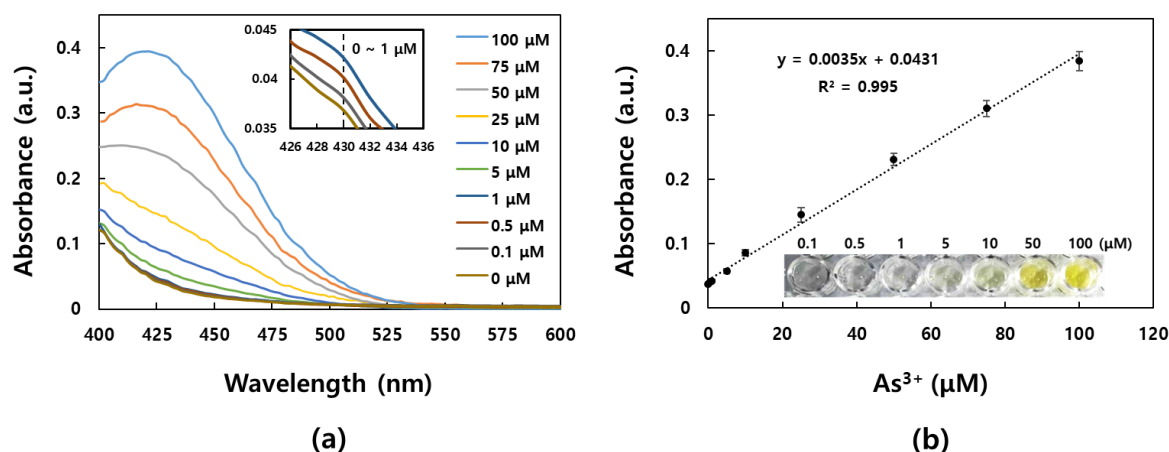 Absorbance (a.u.)
0.4
0.3
0.2
0.1
0
400 425 450 475 500 525 550 575 600
Wavelength (nm)
0.045
0.04
0.035
0 ~ 1 μM
426 428 430 432 434 436
100 μM
75 μM
50 μM
25 μM
10 μM
5 μM
1 μM
0.5 μM
0.1 μM
0 μM
(a)
Absorbance (a.u.)
0.4
0.3
0.2
0.1
0
y = 0.0035x + 0.0431
R² = 0.995
0.1 0.5 1 5 10 50 100 (μM)
0 20 40 60 80 100 120
As³⁺ (μM)
(b)